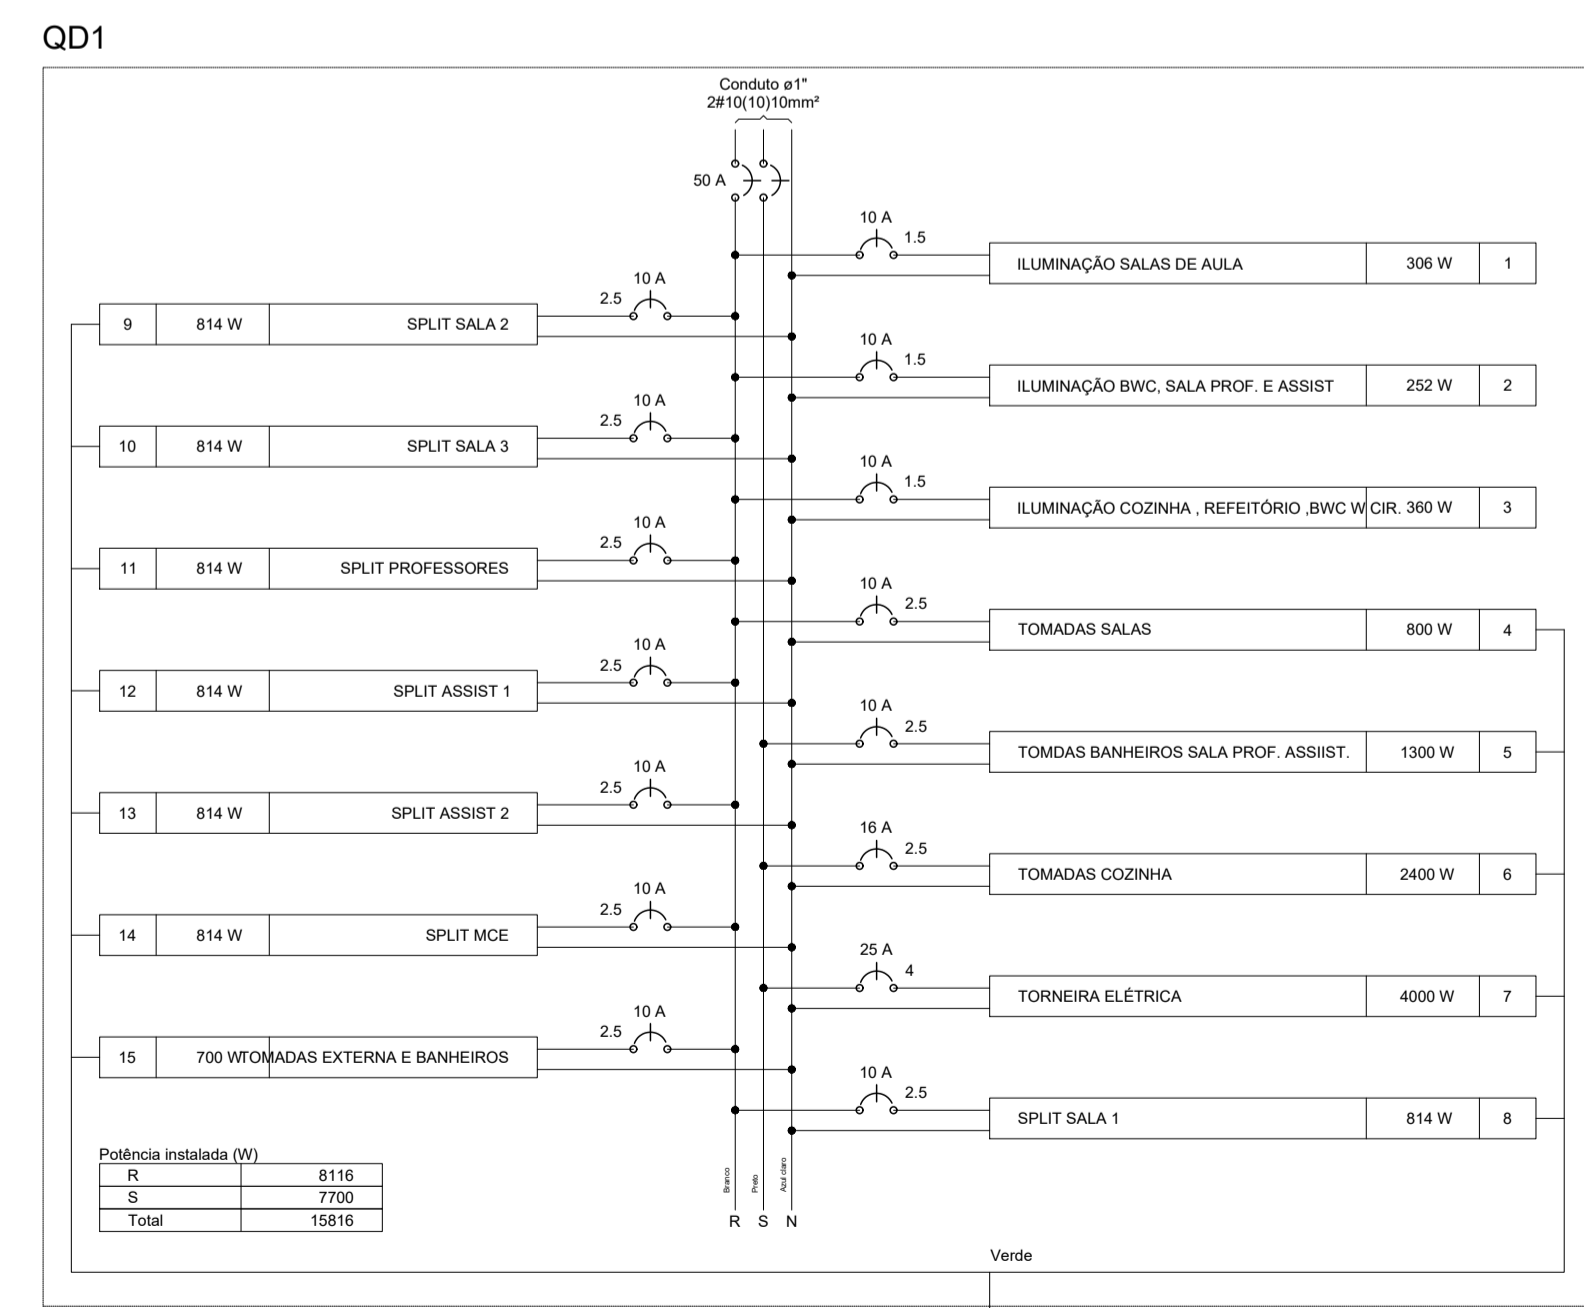 QD1
Conduto ø1"
2#10(10)10mm²
50 A
10 A
1.5
ILUMINAÇÃO SALAS DE AULA 306 W 1
10 A
2.5
9 814 W SPLIT SALA 2
10 A
1.5
ILUMINAÇÃO BWC, SALA PROF. E ASSIST 252 W 2
10 A
2.5
10 814 W SPLIT SALA 3
10 A
1.5
ILUMINAÇÃO COZINHA , REFEITÓRIO ,BWC W CIR. 360 W 3
10 A
2.5
11 814 W SPLIT PROFESSORES
10 A
2.5
TOMADAS SALAS 800 W 4
10 A
2.5
12 814 W SPLIT ASSIST 1
10 A
2.5
TOMDAS BANHEIROS SALA PROF. ASSIIST. 1300 W 5
10 A
2.5
13 814 W SPLIT ASSIST 2
16 A
2.5
TOMADAS COZINHA 2400 W 6
10 A
2.5
14 814 W SPLIT MCE
25 A
4
TORNEIRA ELÉTRICA 4000 W 7
10 A
2.5
15 700 W TOMADAS EXTERNA E BANHEIROS
10 A
2.5
SPLIT SALA 1 814 W 8
Potência instalada (W)
R 8116
S 7700
Total 15816
Branco
Preto
Azul claro
R S N
Verde